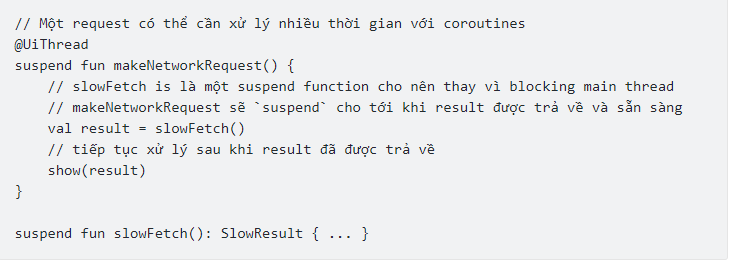 // Một request có thể cần xử lý nhiều thời gian với coroutines
@UiThread
suspend fun makeNetworkRequest() {
    // slowFetch is là một suspend function cho nên thay vì blocking main thread
    // makeNetworkRequest sẽ `suspend` cho tới khi result được trả về và sẵn sàng
    val result = slowFetch()
    // tiếp tục xử lý sau khi result đã được trả về
    show(result)
}
suspend fun slowFetch(): SlowResult { ... }